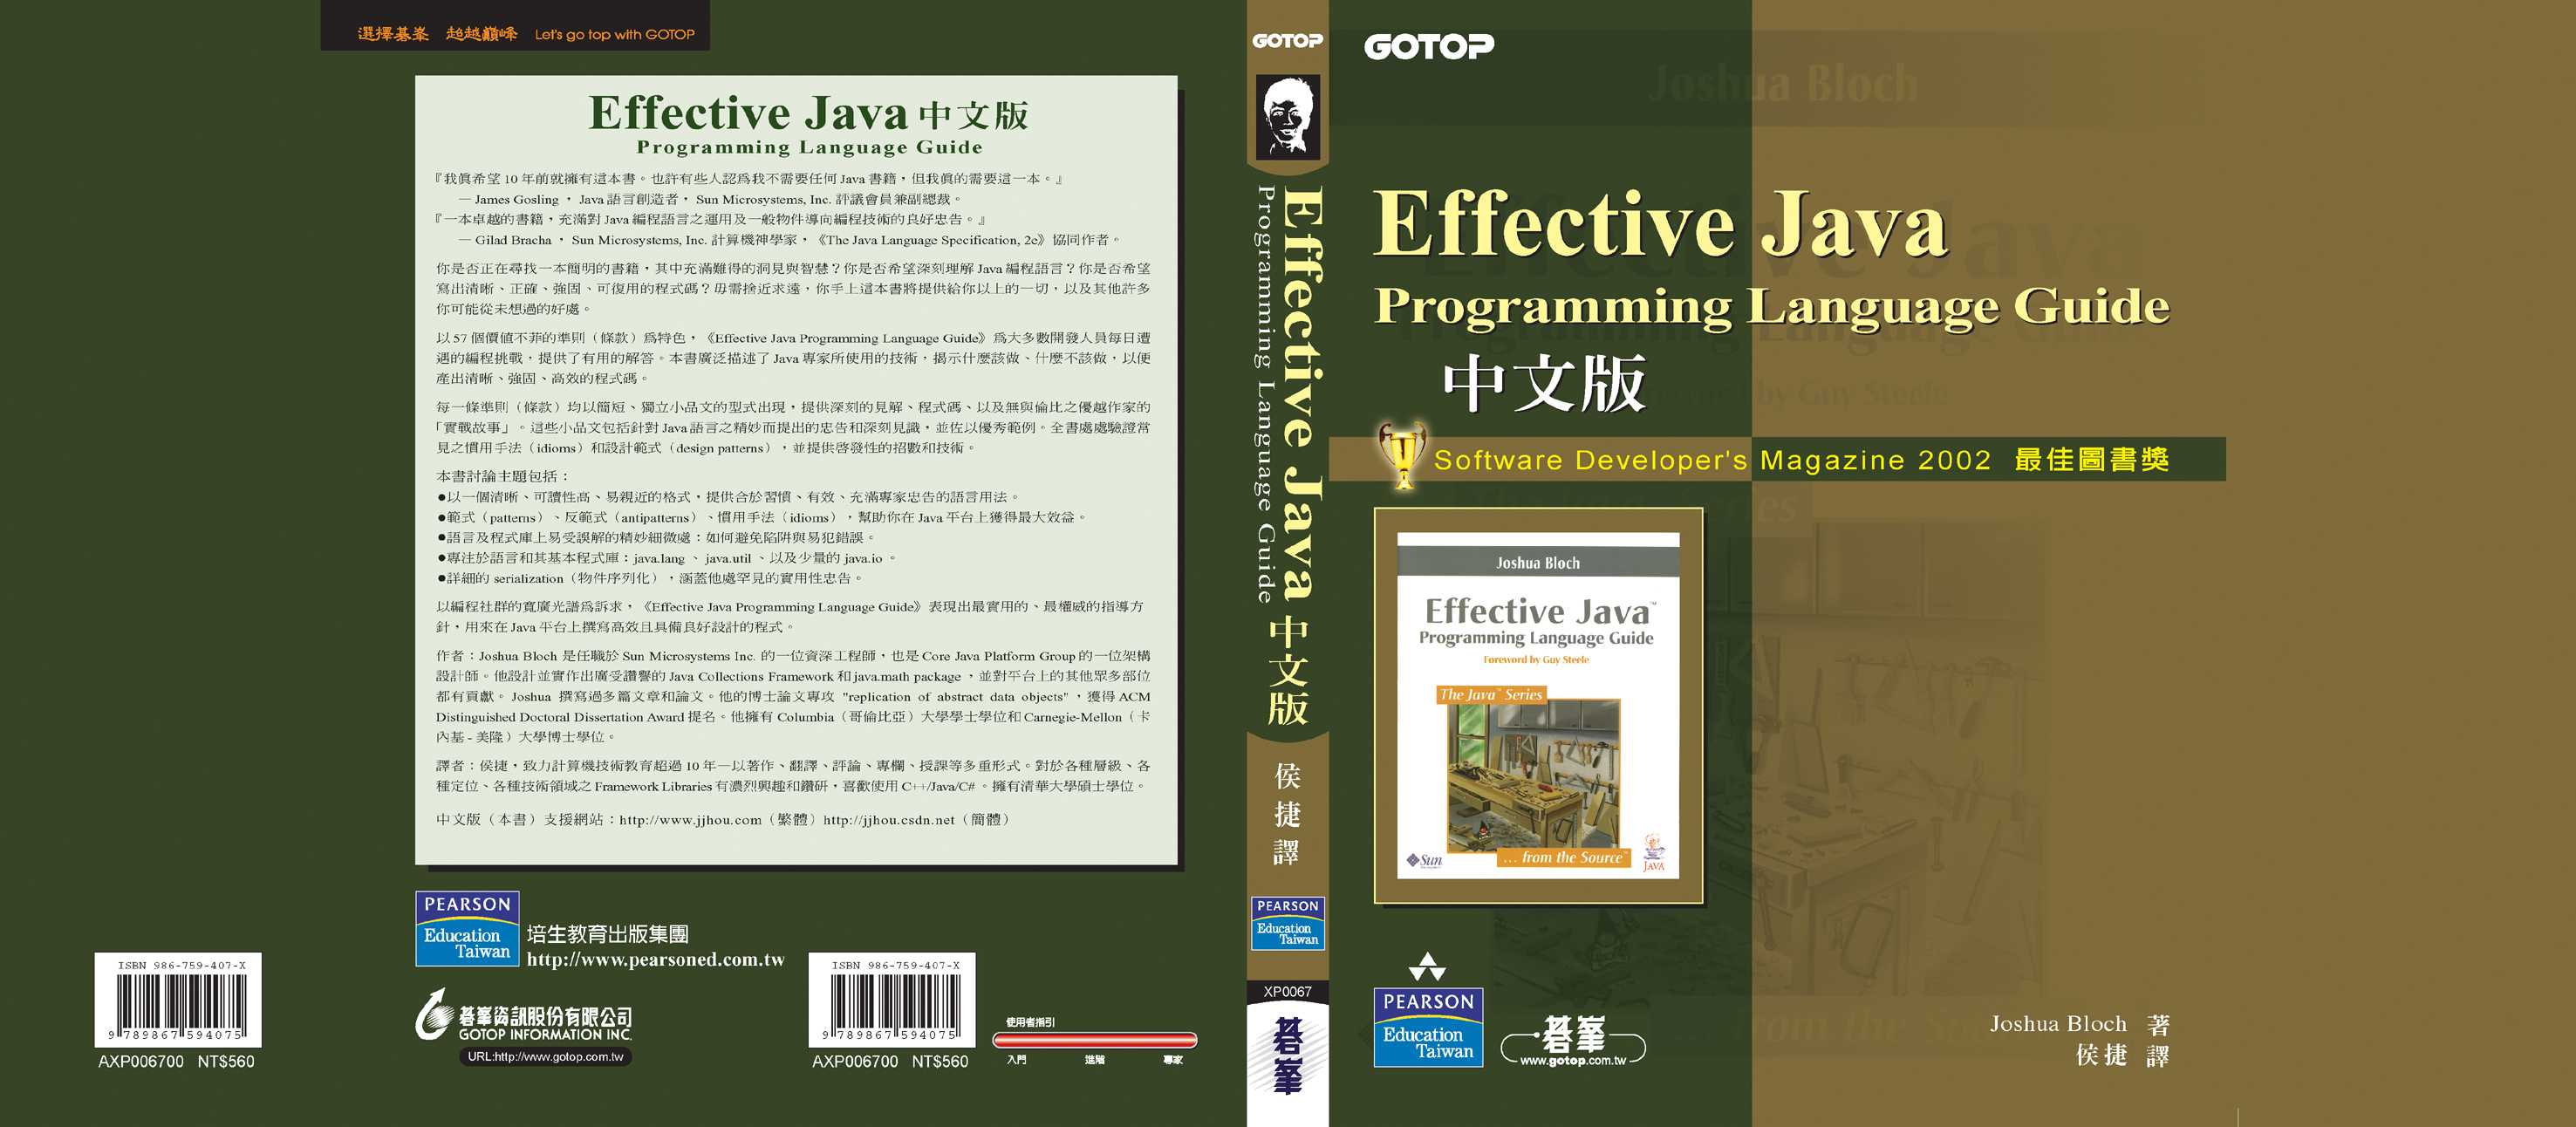 選擇碁峯 超越巔峰 Let's go top with GOTOP
Effective Java 中文版
Programming Language Guide
『我真希望 10 年前就擁有這本書。也許有些人認為我不需要任何 Java 書籍，但我真的需要這一本。』
— James Gosling ， Java 語言創造者， Sun Microsystems, Inc. 評議會員兼副總裁。
『一本卓越的書籍，充滿對 Java 編程語言之運用及一般物件導向編程技術的良好忠告。』
— Gilad Bracha ， Sun Microsystems, Inc. 計算機神學家，《The Java Language Specification, 2e》協同作者。
你是否正在尋找一本簡明的書籍，其中充滿難得的洞見與智慧？你是否希望深刻理解 Java 編程語言？你是否希望
寫出清晰、正確、強固、可復用的程式碼？毋需捨近求遠，你手上這本書將提供給你以上的一切，以及其他許多
你可能從未想過的好處。
以 57 個價值不菲的準則（條款）為特色，《Effective Java Programming Language Guide》為大多數開發人員每日遭
遇的編程挑戰，提供了有用的解答。本書廣泛描述了 Java 專家所使用的技術，揭示什麼該做、什麼不該做，以便
產出清晰、強固、高效的程式碼。
每一條準則（條款）均以簡短、獨立小品文的型式出現，提供深刻的見解、程式碼、以及無與倫比之優越作家的
「實戰故事」。這些小品文包括針對 Java 語言之精妙而提出的忠告和深刻見識，並佐以優秀範例。全書處處驗證常
見之慣用手法（idioms）和設計範式（design patterns），並提供啓發性的招數和技術。
本書討論主題包括：
●以一個清晰、可讀性高、易親近的格式，提供合於習慣、有效、充滿專家忠告的語言用法。
●範式（patterns）、反範式（antipatterns）、慣用手法（idioms），幫助你在 Java 平台上獲得最大效益。
●語言及程式庫上易受誤解的精妙細微處：如何避免陷阱與易犯錯誤。
●專注於語言和其基本程式庫：java.lang 、 java.util 、以及少量的 java.io 。
●詳細的 serialization（物件序列化），涵蓋他處罕見的實用性忠告。
以編程社群的寬廣光譜為訴求，《Effective Java Programming Language Guide》表現出最實用的、最權威的指導方
針，用來在 Java 平台上撰寫高效且具備良好設計的程式。
作者：Joshua Bloch 是任職於 Sun Microsystems Inc. 的一位資深工程師，也是 Core Java Platform Group 的一位架構
設計師。他設計並實作出廣受讚譽的 Java Collections Framework 和 java.math package ，並對平台上的其他眾多部位
都有貢獻。 Joshua 撰寫過多篇文章和論文。他的博士論文專攻 "replication of abstract data objects" ，獲得 ACM
Distinguished Doctoral Dissertation Award 提名。他擁有 Columbia（哥倫比亞）大學學士學位和 Carnegie-Mellon（卡
內基 - 美隆）大學博士學位。
譯者：侯捷，致力計算機技術教育超過 10 年—以著作、翻譯、評論、專欄、授課等多重形式。對於各種層級、各
種定位、各種技術領域之 Framework Libraries 有濃烈興趣和鑽研，喜歡使用 C++/Java/C# 。擁有清華大學碩士學位。
中文版（本書）支援網站：http://www.jjhou.com（繁體）http://jjhou.csdn.net（簡體）
PEARSON
Education
Taiwan
培生教育出版集團
http://www.pearsoned.com.tw
碁峯資訊股份有限公司
GOTOP INFORMATION INC.
URL:http://www.gotop.com.tw
ISBN 986-759-407-X
9 789867 594075
AXP006700 NT$560
ISBN 986-759-407-X
9 789867 594075
AXP006700 NT$560
使用者指引
入門 進階 專家
GOTOP
Effective Java 中文版
Programming Language Guide
侯捷 譯
PEARSON
Education
Taiwan
XP0067
碁峯
GOTOP
Effective Java
Programming Language Guide
中文版
Software Developer's Magazine 2002 最佳圖書獎
Joshua Bloch
Effective Java™
Programming Language Guide
Foreword by Guy Steele
The Java™ Series
... from the Source™
Sun
JAVA
PEARSON
Education
Taiwan
碁峯
www.gotop.com.tw
Joshua Bloch 著
侯捷 譯